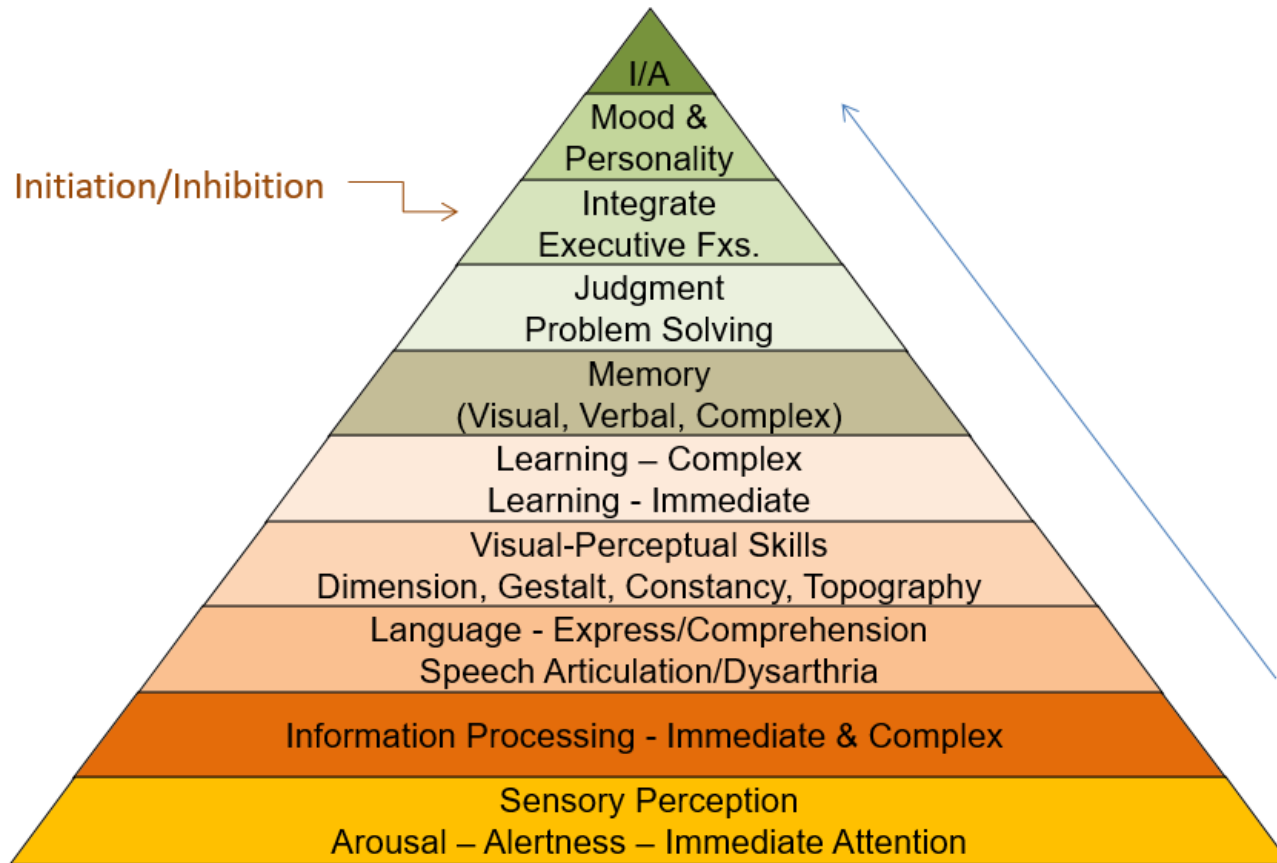 I/A
Mood &
Personality
Initiation/Inhibition
Integrate
Executive Fxs.
Judgment
Problem Solving
Memory
(Visual, Verbal, Complex)
Learning – Complex
Learning - Immediate
Visual-Perceptual Skills
Dimension, Gestalt, Constancy, Topography
Language - Express/Comprehension
Speech Articulation/Dysarthria
Information Processing - Immediate & Complex
Sensory Perception
Arousal – Alertness – Immediate Attention